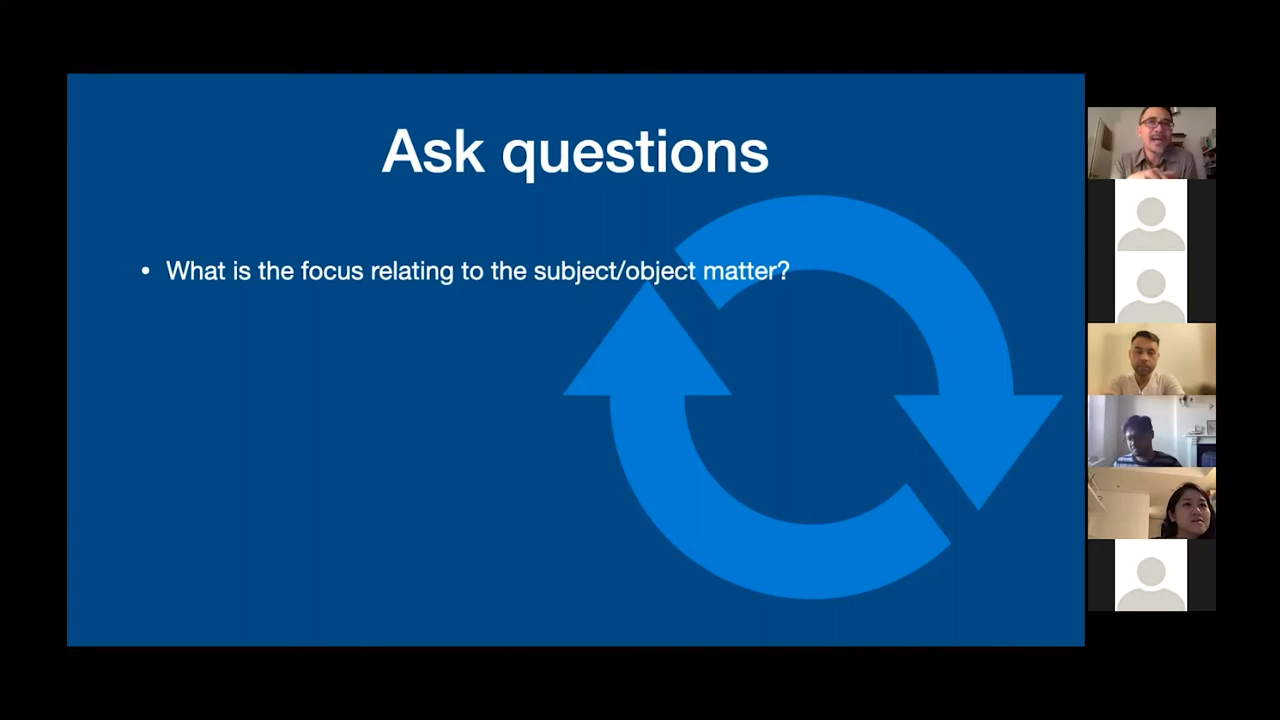 Ask questions
• What is the focus relating to the subject/object matter?